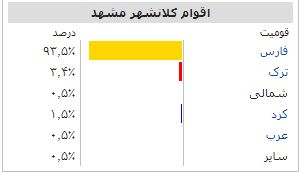 اقوام کلانشهر مشهد
قومیت درصد
فارس ۹۳٫۵٪
ترک ۳٫۴٪
شمالی ۰٫۵٪
کرد ۱٫۵٪
عرب ۰٫۵٪
سایر ۰٫۵٪